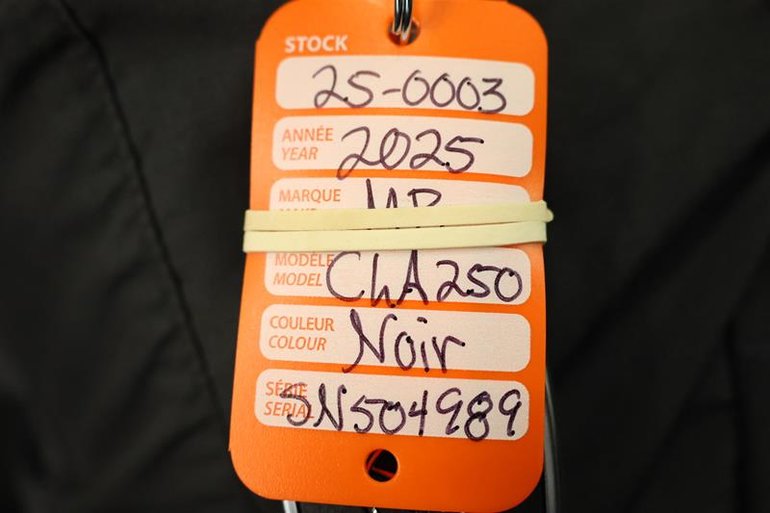 STOCK
25-0003
ANNÉE
YEAR
2025
MARQUE
MODÈLE
MODEL
CLA250
COULEUR
COLOUR
Noir
SÉRIE
SERIAL
SN504989